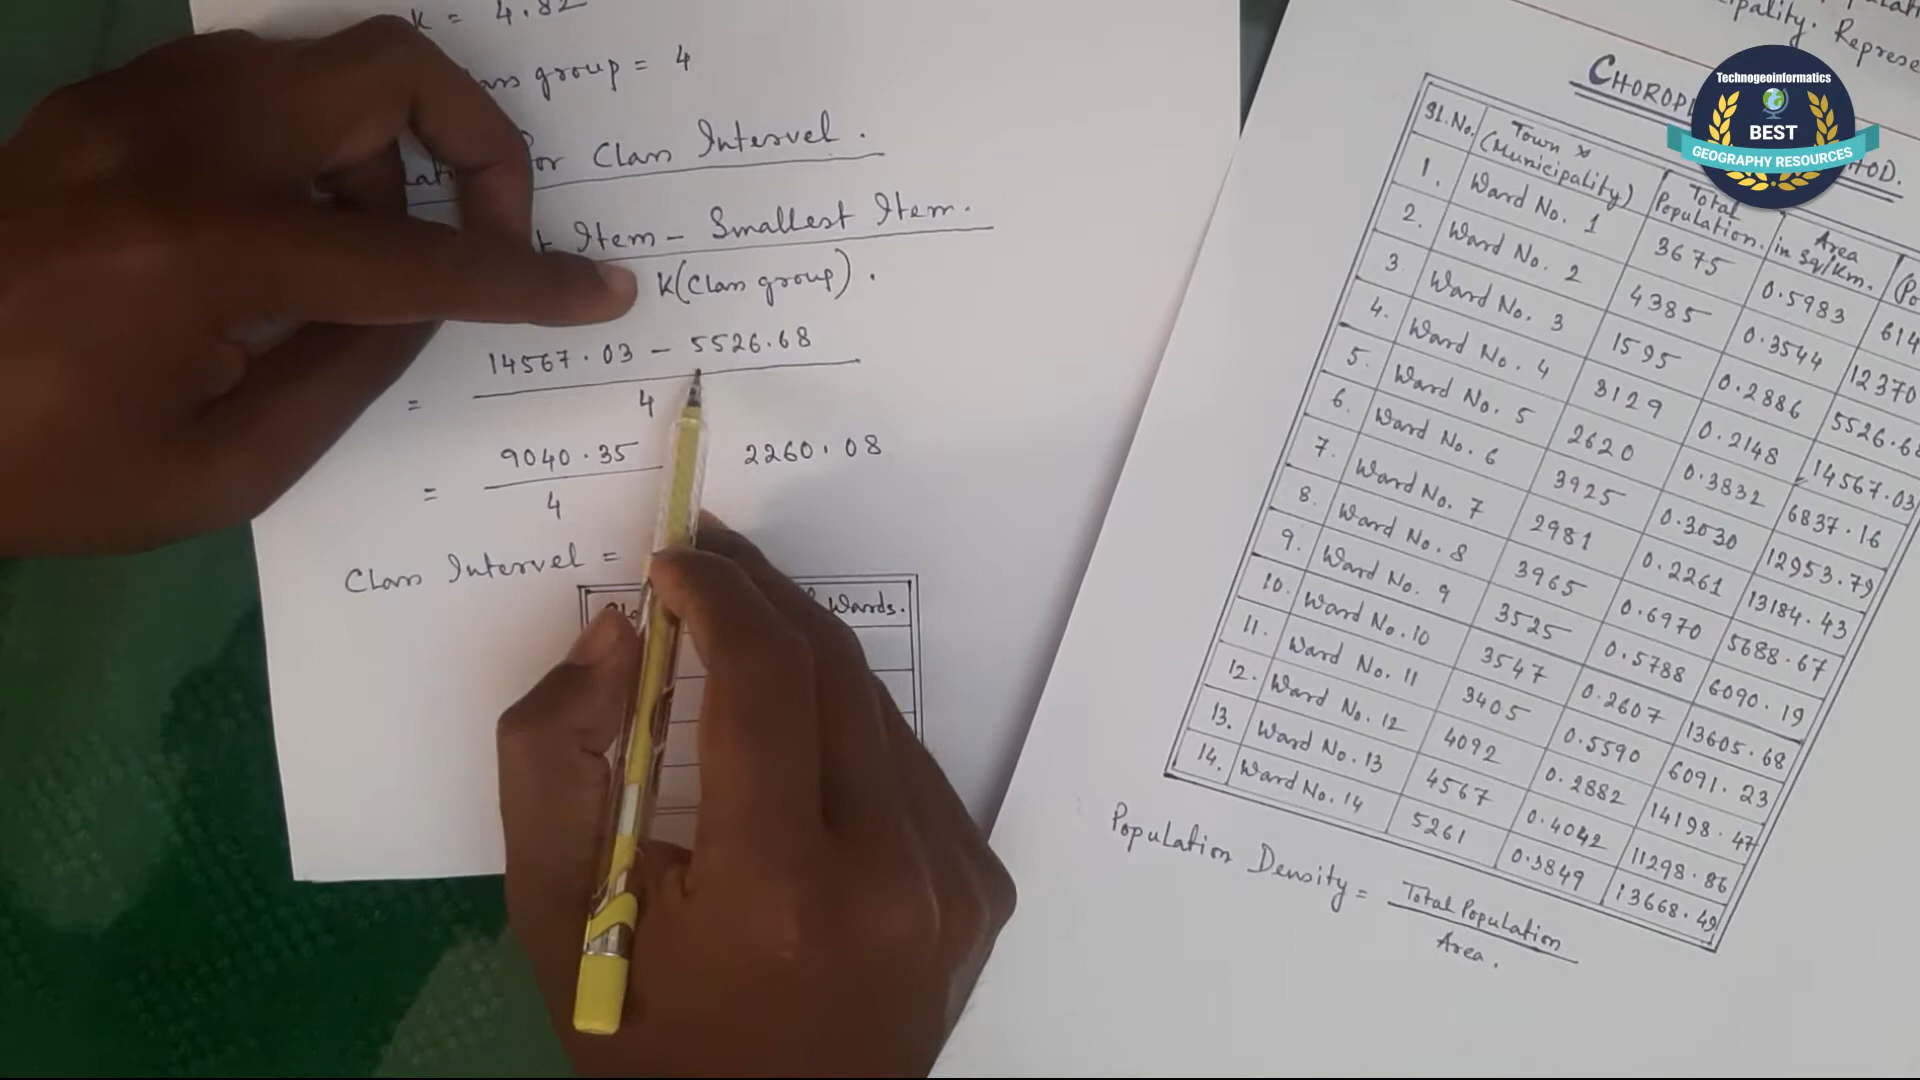 K = 4.82
group = 4
for Class Intervel.
Item - Smallest Item.
K(Class group).
14567.03 - 5526.68
=
4
9040.35
2260.08
=
4
Class Intervel =
Wards.
Represe
CHOROP
HOD.
Technogeoinformatics
BEST
GEOGRAPHY RESOURCES
Sl. No. Town (Municipality) Total Population. Area in Sq/Km.
1. Ward No. 1 3675 0.5983 614
2. Ward No. 2 4385 0.3544 12370
3. Ward No. 3 1595 0.2886 5526.68
4. Ward No. 4 3129 0.2148 14567.03
5. Ward No. 5 2620 0.3832 6837.16
6. Ward No. 6 3925 0.3030 12953.79
7. Ward No. 7 2981 0.2261 13184.43
8. Ward No. 8 3965 0.6970 5688.67
9. Ward No. 9 3525 0.5788 6090.19
10. Ward No. 10 3547 0.2607 13605.68
11. Ward No. 11 3405 0.5590 6091.23
12. Ward No. 12 4092 0.2882 14198.47
13. Ward No. 13 4567 0.4042 11298.86
14. Ward No. 14 5261 0.3849 13668.49
Population Density = Total Population
Area.